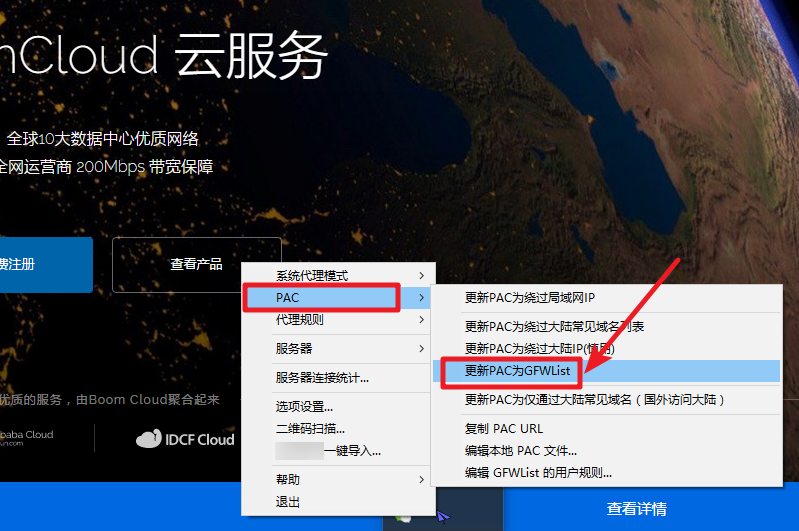 Cloud 云服务
全球10大数据中心优质网络
全网运营商 200Mbps 带宽保障
费注册
查看产品
优质的服务，由Boom Cloud聚合起来
baba Cloud
un.com
IDCF Cloud
查看详情
系统代理模式
PAC
代理规则
服务器
服务器连接统计...
选项设置...
二维码扫描...
一键导入...
帮助
退出
更新PAC为绕过局域网IP
更新PAC为绕过大陆常见域名列表
更新PAC为绕过大陆IP(慎用)
更新PAC为GFWList
更新PAC为仅通过大陆常见域名（国外访问大陆）
复制 PAC URL
编辑本地 PAC 文件...
编辑 GFWList 的用户规则...